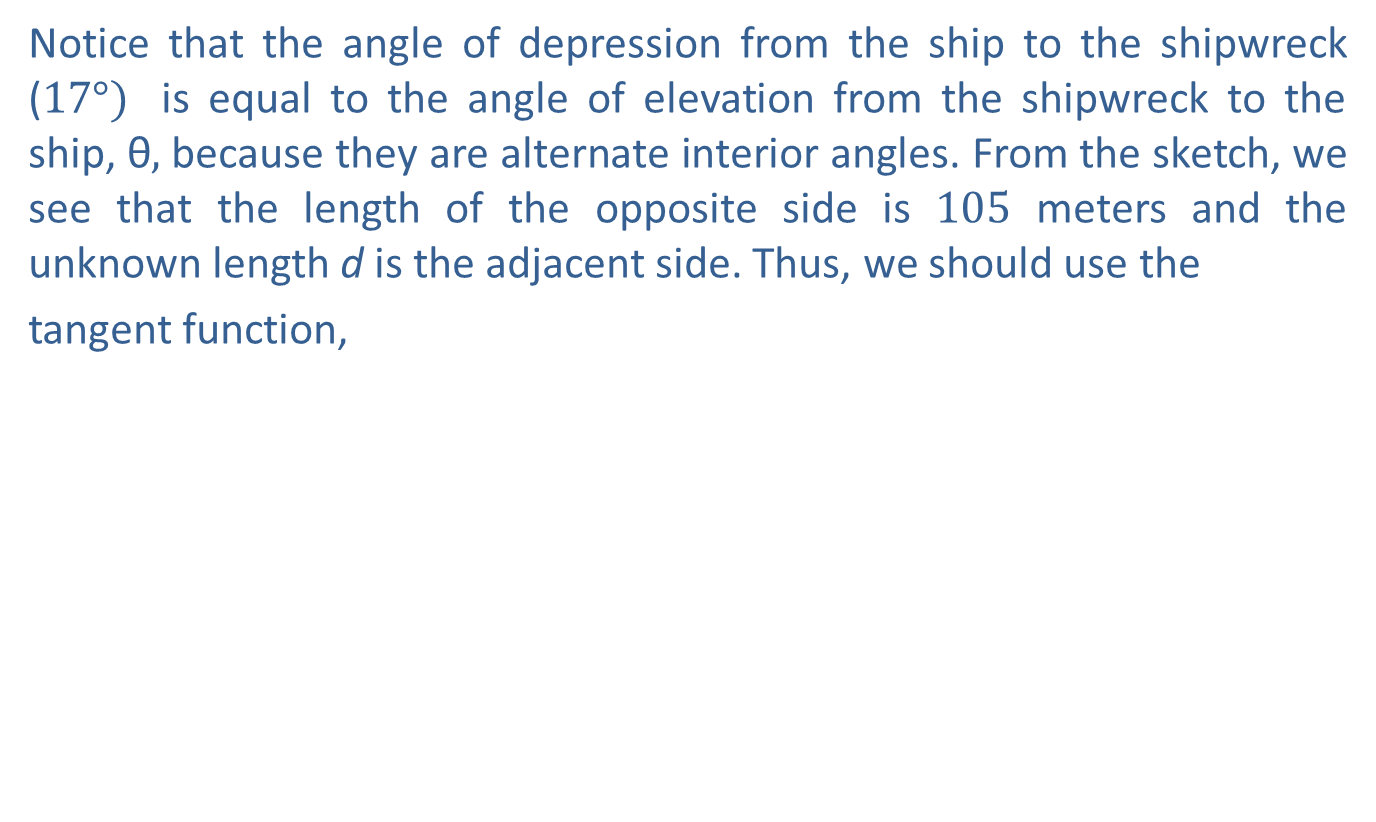 Notice that the angle of depression from the ship to the shipwreck
(17°) is equal to the angle of elevation from the shipwreck to the
ship, θ, because they are alternate interior angles. From the sketch, we
see that the length of the opposite side is 105 meters and the
unknown length d is the adjacent side. Thus, we should use the
tangent function,